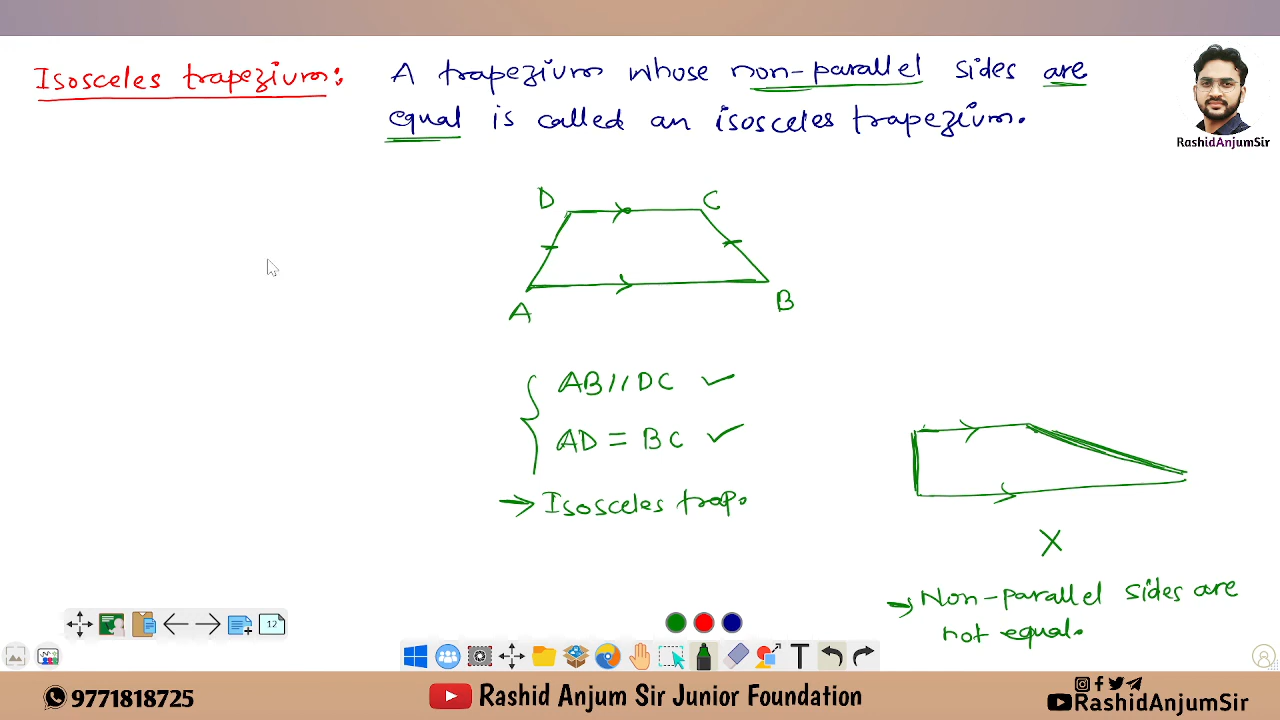 Isosceles trapezium: A trapezium whose non-parallel sides are
equal is called an isosceles trapezium.
RashidAnjumSir
D C
A B
AB//DC ✓
AD = BC ✓
→ Isosceles trap.
X
→ Non-parallel sides are
not equal.
12
T
9771818725
Rashid Anjum Sir Junior Foundation
RashidAnjumSir